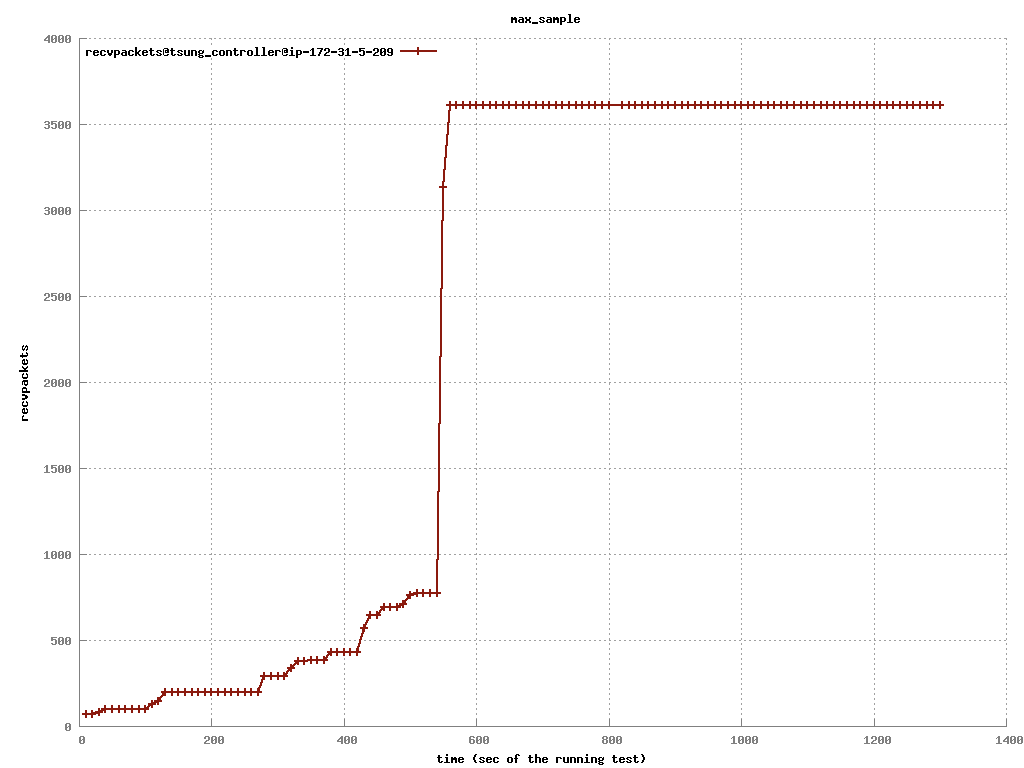 max_sample
recvpackets@tsung_controller@ip-172-31-5-209
4000
3500
3000
2500
2000
1500
1000
500
0
recvpackets
0 200 400 600 800 1000 1200 1400
time (sec of the running test)